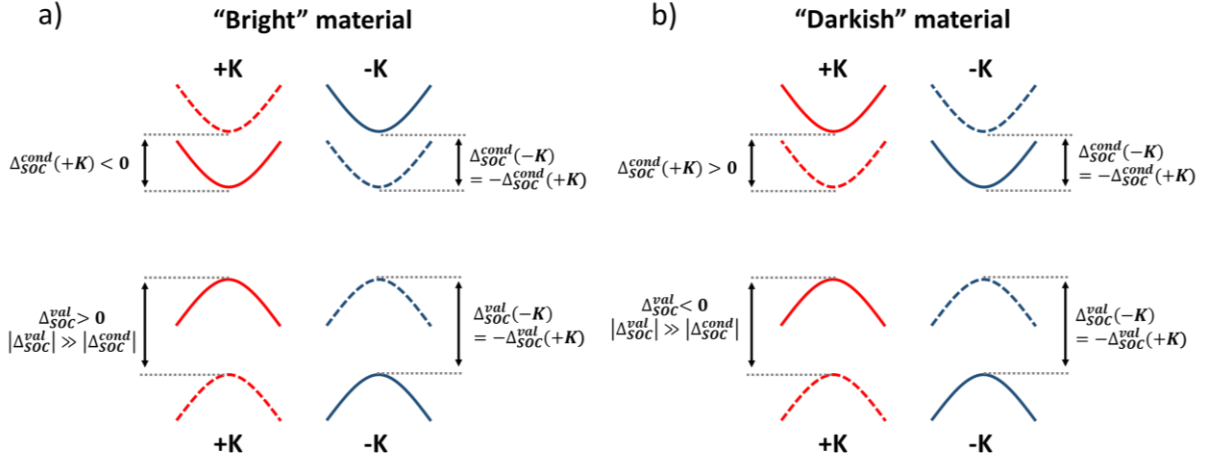 a) “Bright” material
+K -K
Δ_SOC^cond(+K) < 0
Δ_SOC^cond(-K)
= -Δ_SOC^cond(+K)
Δ_SOC^val > 0
|Δ_SOC^val| ≫ |Δ_SOC^cond|
Δ_SOC^val(-K)
= -Δ_SOC^val(+K)
+K -K
b) “Darkish” material
+K -K
Δ_SOC^cond(+K) > 0
Δ_SOC^cond(-K)
= -Δ_SOC^cond(+K)
Δ_SOC^val < 0
|Δ_SOC^val| ≫ |Δ_SOC^cond|
Δ_SOC^val(-K)
= -Δ_SOC^val(+K)
+K -K